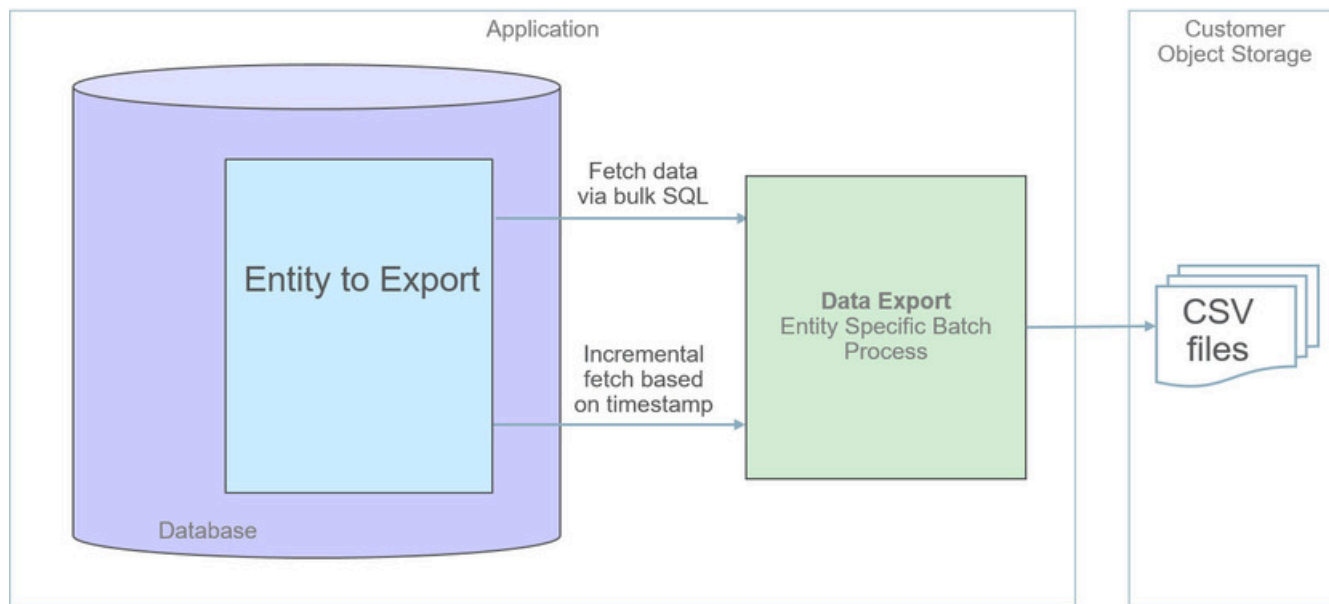 Application
Customer
Object Storage
Fetch data
via bulk SQL
Entity to Export
Data Export
Entity Specific Batch
Process
CSV
files
Incremental
fetch based
on timestamp
Database